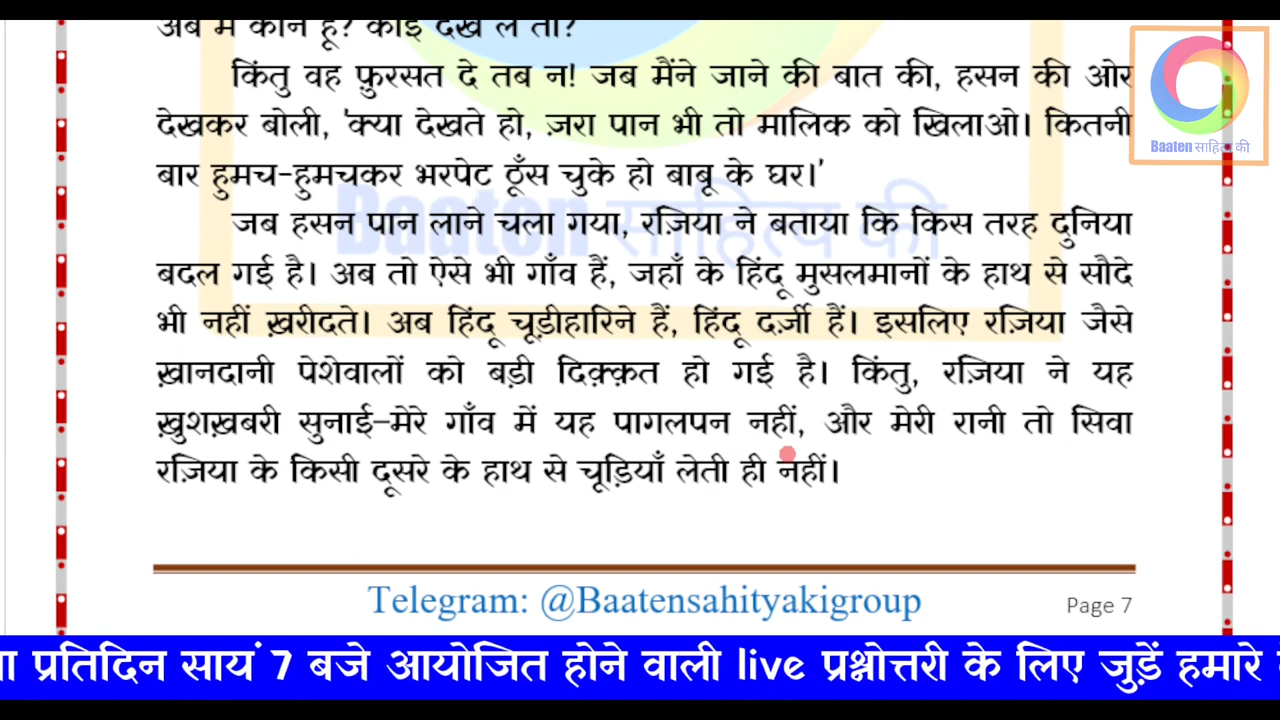 अब मैं कौन हूँ? कोई देख ले तो?
किंतु वह फ़ुरसत दे तब न! जब मैंने जाने की बात की, हसन की ओर
देखकर बोली, 'क्या देखते हो, ज़रा पान भी तो मालिक को खिलाओ। कितनी
बार हुमच-हुमचकर भरपेट ठूँस चुके हो बाबू के घर।'
जब हसन पान लाने चला गया, रज़िया ने बताया कि किस तरह दुनिया
बदल गई है। अब तो ऐसे भी गाँव हैं, जहाँ के हिंदू मुसलमानों के हाथ से सौदे
भी नहीं ख़रीदते। अब हिंदू चूड़ीहारिने हैं, हिंदू दर्ज़ी हैं। इसलिए रज़िया जैसे
ख़ानदानी पेशेवालों को बड़ी दिक़्क़त हो गई है। किंतु, रज़िया ने यह
ख़ुशख़बरी सुनाई-मेरे गाँव में यह पागलपन नहीं, और मेरी रानी तो सिवा
रज़िया के किसी दूसरे के हाथ से चूड़ियाँ लेती ही नहीं।
Baaten साहित्य की
Baaten साहित्य की
Telegram: @Baatensahityakigroup
Page 7
प्रतिदिन सायं 7 बजे आयोजित होने वाली live प्रश्नोत्तरी के लिए जुड़ें हमारे